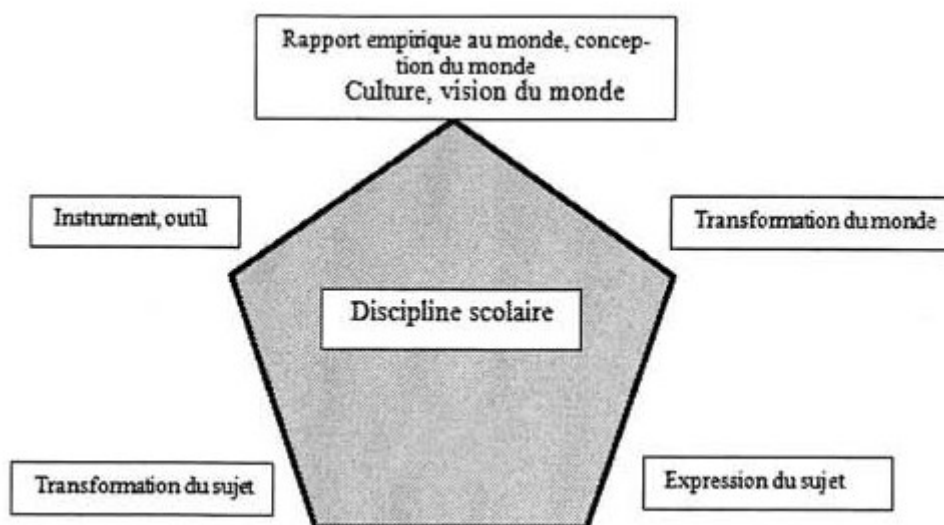 Rapport empirique au monde, concep-
tion du monde
Culture, vision du monde
Instrument, outil
Transformation du monde
Discipline scolaire
Transformation du sujet
Expression du sujet